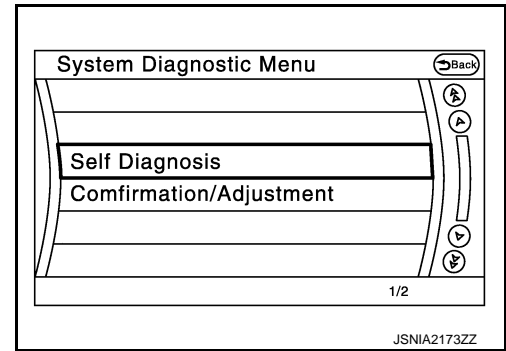 System Diagnostic Menu
Back
Self Diagnosis
Comfirmation/Adjustment
1/2
JSNIA2173ZZ